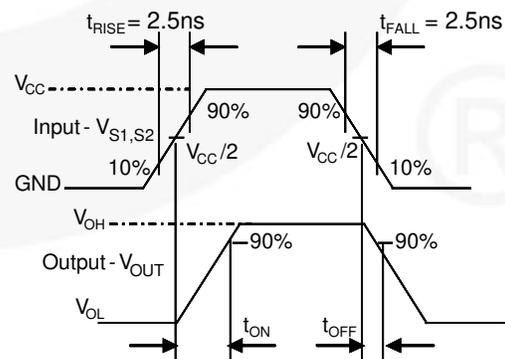 tRISE = 2.5ns
tFALL = 2.5ns
VCC
90%
90%
Input - VS1,S2
VCC/2
VCC/2
10%
10%
GND
VOH
90%
90%
Output - VOUT
VOL
tON
tOFF
®